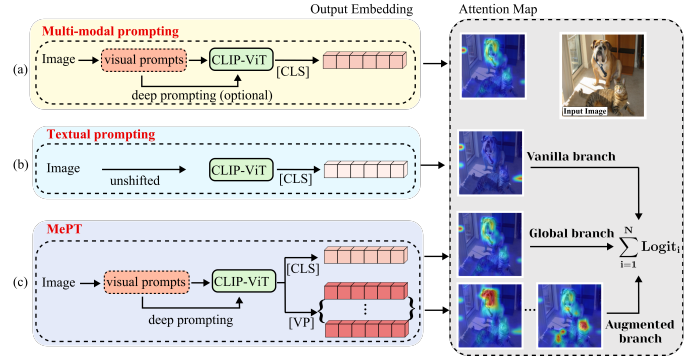 Output Embedding
Attention Map
Multi-modal prompting
(a)
Image
visual prompts
CLIP-ViT
[CLS]
deep prompting (optional)
Input Image
Textual prompting
(b)
Image
unshifted
CLIP-ViT
[CLS]
Vanilla branch
MePT
(c)
Image
visual prompts
CLIP-ViT
[CLS]
deep prompting
[VP]
{ ⋮ }
Global branch
N
∑ Logitᵢ
i=1
...
Augmented
branch